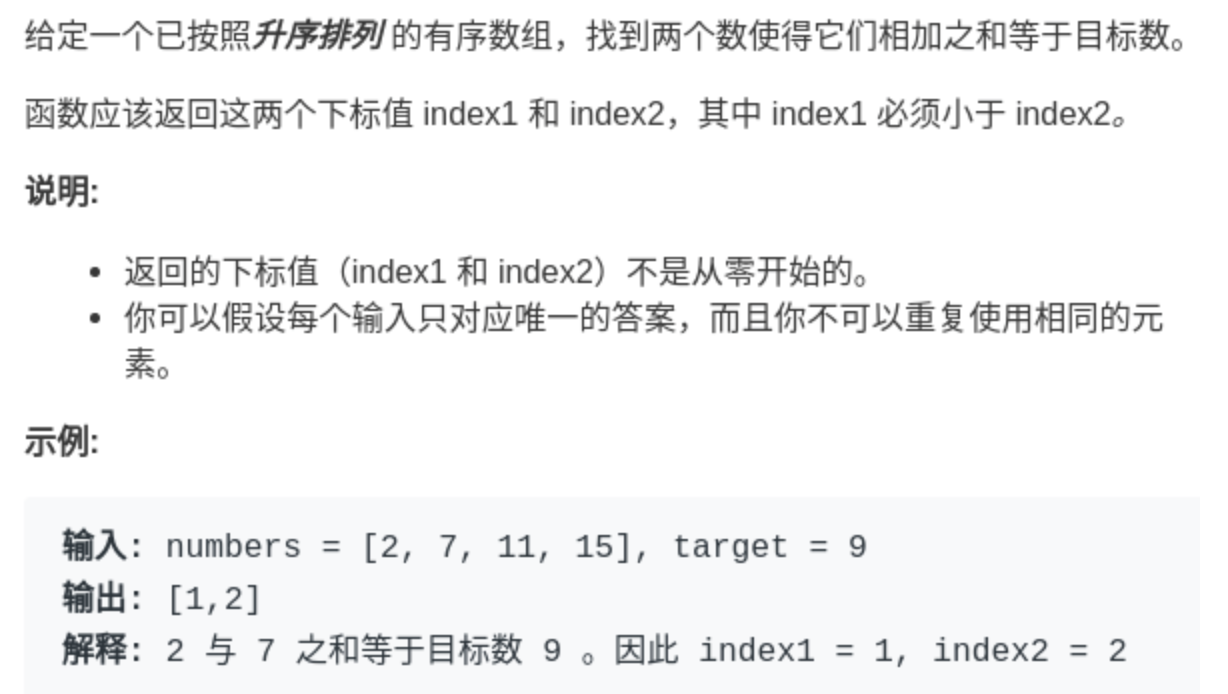 给定一个已按照升序排列 的有序数组，找到两个数使得它们相加之和等于目标数。
函数应该返回这两个下标值 index1 和 index2，其中 index1 必须小于 index2。
说明:
• 返回的下标值（index1 和 index2）不是从零开始的。
• 你可以假设每个输入只对应唯一的答案，而且你不可以重复使用相同的元
素。
示例:
输入: numbers = [2, 7, 11, 15], target = 9
输出: [1,2]
解释: 2 与 7 之和等于目标数 9 。因此 index1 = 1, index2 = 2